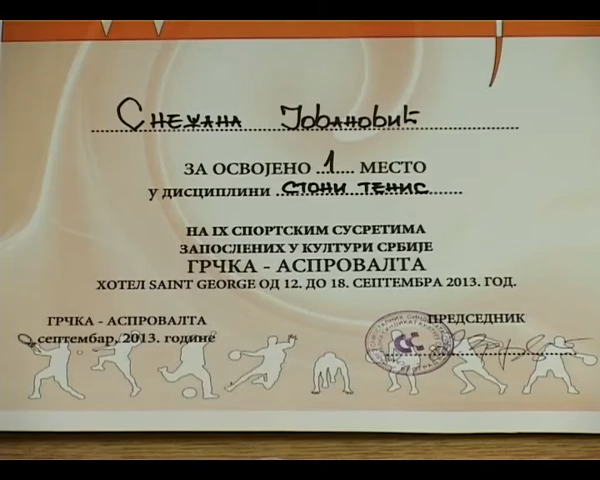 Снежана Јовановић
ЗА ОСВОЈЕНО ...1.... МЕСТО
у дисциплини ...СТОНИ ТЕНИС.......
НА IX СПОРТСКИМ СУСРЕТИМА
ЗАПОСЛЕНИХ У КУЛТУРИ СРБИЈЕ
ГРЧКА - АСПРОВАЛТА
ХОТЕЛ SAINT GEORGE ОД 12. ДО 18. СЕПТЕМБРА 2013. ГОД.
ГРЧКА - АСПРОВАЛТА
септембар, 2013. године
ПРЕДСЕДНИК